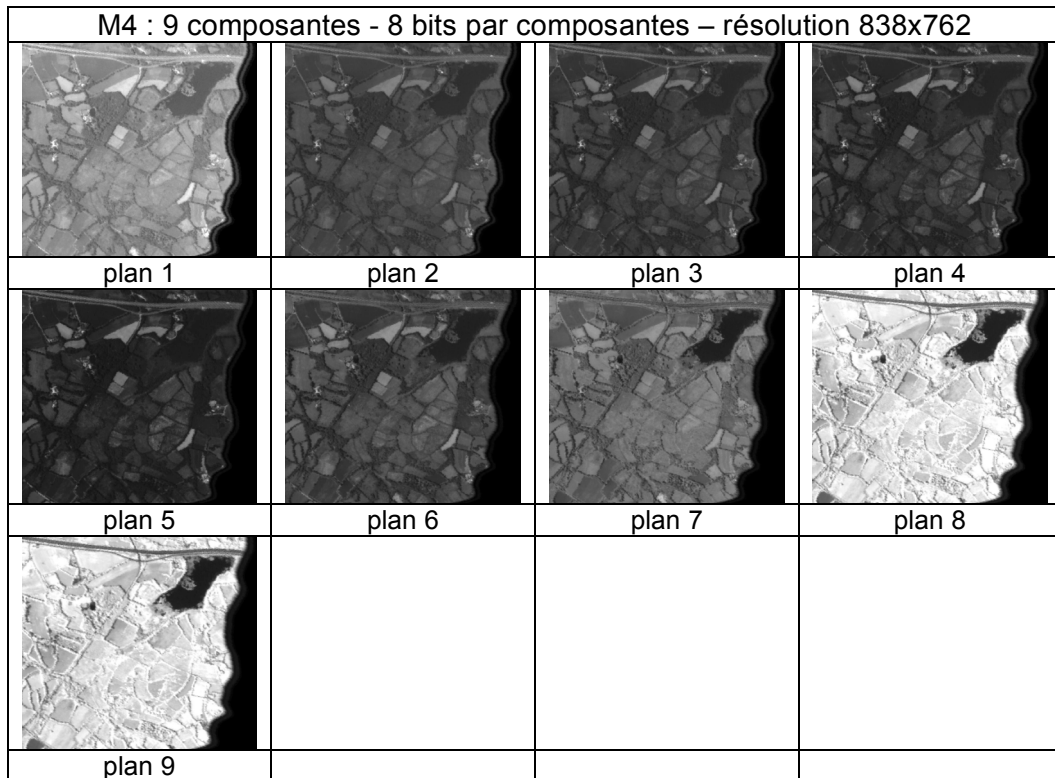 M4 : 9 composantes - 8 bits par composantes – résolution 838x762
plan 1 plan 2 plan 3 plan 4
plan 5 plan 6 plan 7 plan 8
plan 9